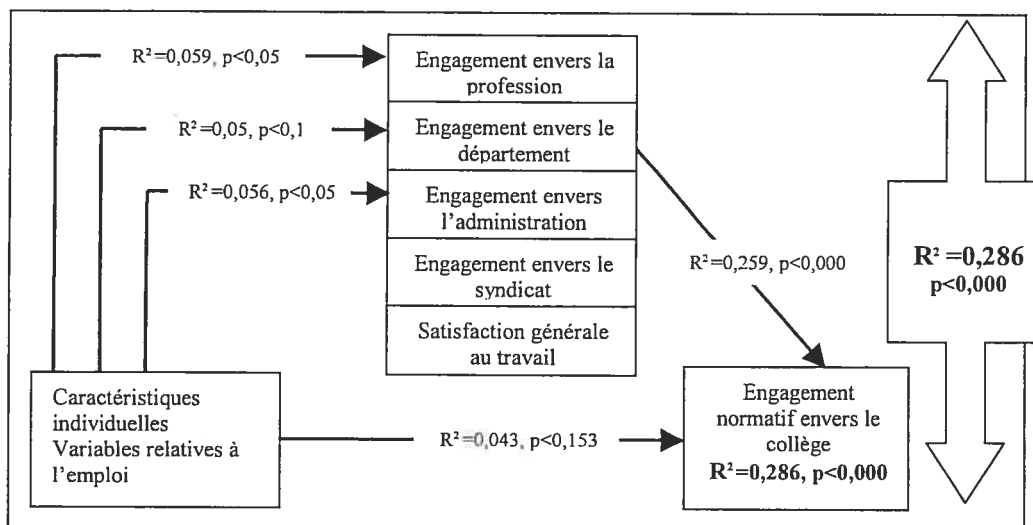 R²=0,059, p<0,05
Engagement envers la
profession
R²=0,05, p<0,1
Engagement envers le
département
R²=0,056, p<0,05
Engagement envers
l'administration
R²=0,259, p<0,000
Engagement envers le
syndicat
Satisfaction générale
au travail
R²=0,286
p<0,000
Caractéristiques
individuelles
Variables relatives à
l'emploi
R²=0,043, p<0,153
Engagement
normatif envers le
collège
R²=0,286, p<0,000